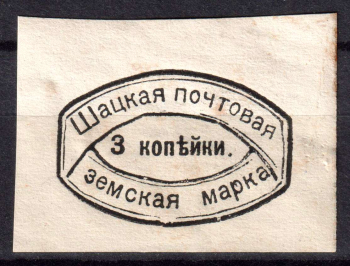 Шацкая почтовая
3 копѣйки.
земская марка